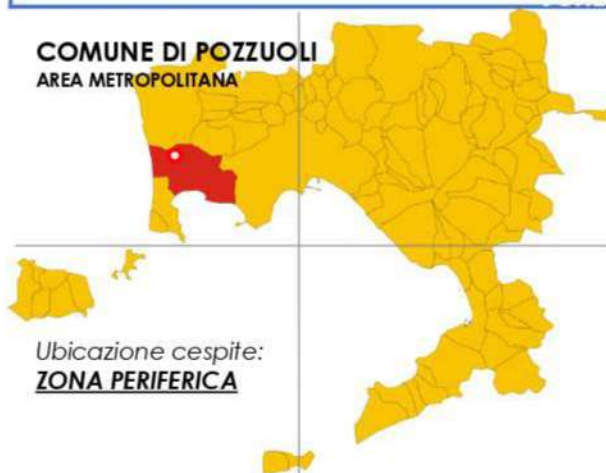 COMUNE DI POZZUOLI
AREA METROPOLITANA
Ubicazione cespite:
ZONA PERIFERICA